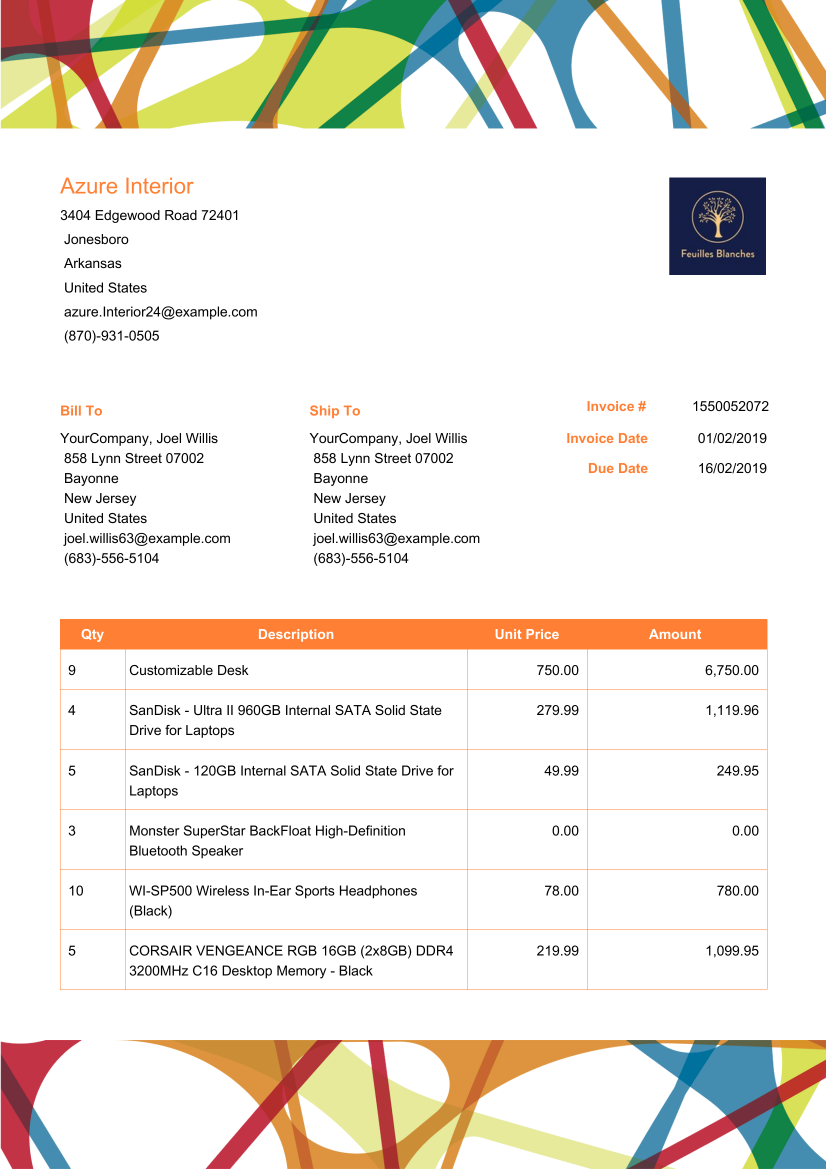 Azure Interior
3404 Edgewood Road 72401
Jonesboro
Arkansas
United States
azure.Interior24@example.com
(870)-931-0505
Feuilles Blanches
Bill To
YourCompany, Joel Willis
858 Lynn Street 07002
Bayonne
New Jersey
United States
joel.willis63@example.com
(683)-556-5104
Ship To
YourCompany, Joel Willis
858 Lynn Street 07002
Bayonne
New Jersey
United States
joel.willis63@example.com
(683)-556-5104
Invoice # 1550052072
Invoice Date 01/02/2019
Due Date 16/02/2019
Qty Description Unit Price Amount
9 Customizable Desk 750.00 6,750.00
4 SanDisk - Ultra II 960GB Internal SATA Solid State 279.99 1,119.96
Drive for Laptops
5 SanDisk - 120GB Internal SATA Solid State Drive for 49.99 249.95
Laptops
3 Monster SuperStar BackFloat High-Definition 0.00 0.00
Bluetooth Speaker
10 WI-SP500 Wireless In-Ear Sports Headphones 78.00 780.00
(Black)
5 CORSAIR VENGEANCE RGB 16GB (2x8GB) DDR4 219.99 1,099.95
3200MHz C16 Desktop Memory - Black